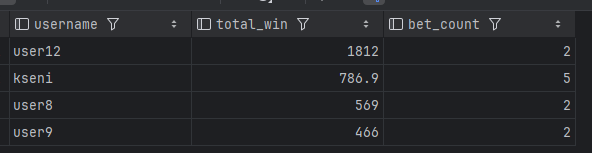 username total_win bet_count
user12 1812 2
kseni 786.9 5
user8 569 2
user9 466 2